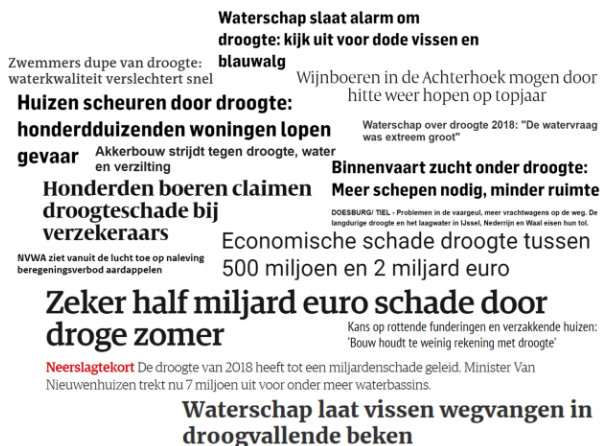 Waterschap slaat alarm om
droogte: kijk uit voor dode vissen en
blauwalg
Zwemmers dupe van droogte:
waterkwaliteit verslechtert snel
Wijnboeren in de Achterhoek mogen door
hitte weer hopen op topjaar
Huizen scheuren door droogte:
honderdduizenden woningen lopen
gevaar
Waterschap over droogte 2018: "De watervraag
was extreem groot"
Akkerbouw strijdt tegen droogte, water
en verzilting
Binnenvaart zucht onder droogte:
Meer schepen nodig, minder ruimte
DOESBURG/ TIEL - Problemen in de vaargeul, meer vrachtwagens op de weg. De
langdurige droogte en het laagwater in IJssel, Nederrijn en Waal eisen hun tol.
Honderden boeren claimen
droogteschade bij
verzekeraars
NVWA ziet vanuit de lucht toe op naleving
beregeningsverbod aardappelen
Economische schade droogte tussen
500 miljoen en 2 miljard euro
Zeker half miljard euro schade door
droge zomer
Kans op rottende funderingen en verzakkende huizen:
'Bouw houdt te weinig rekening met droogte'
Neerslagtekort De droogte van 2018 heeft tot een miljardenschade geleid. Minister Van
Nieuwenhuizen trekt nu 7 miljoen uit voor onder meer waterbassins.
Waterschap laat vissen wegvangen in
droogvallende beken